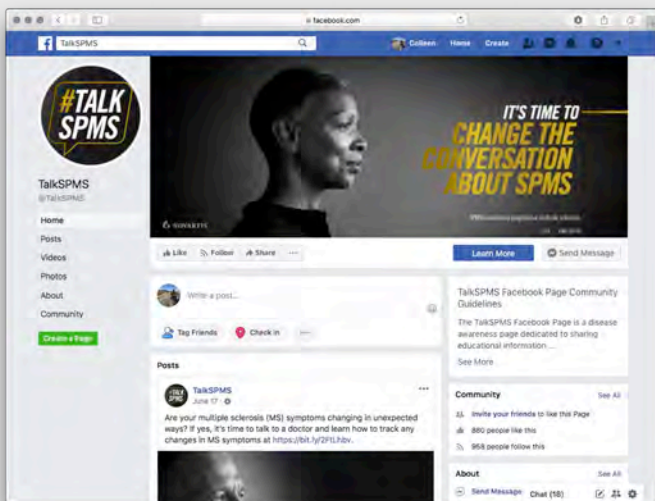 facebook.com
TalkSPMS
Colleen Home Create
#TALK
SPMS
TalkSPMS
@TalkSPMS
Home
Posts
Videos
Photos
About
Community
Create a Page
IT'S TIME TO
CHANGE THE
CONVERSATION
ABOUT SPMS
NOVARTIS
Like Follow Share ...
Learn More Send Message
Write a post...
Tag Friends Check in ...
Posts
#TALK
SPMS
TalkSPMS
June 17 ·
...
Are your multiple sclerosis (MS) symptoms changing in unexpected
ways? If yes, it's time to talk to a doctor and learn how to track any
changes in MS symptoms at https://bit.ly/2FtLhbv.
TalkSPMS Facebook Page Community
Guidelines
The TalkSPMS Facebook Page is a disease
awareness page dedicated to sharing
educational information ...
See More
Community See All
Invite your friends to like this Page
880 people like this
958 people follow this
About See All
Send Message Chat (18)